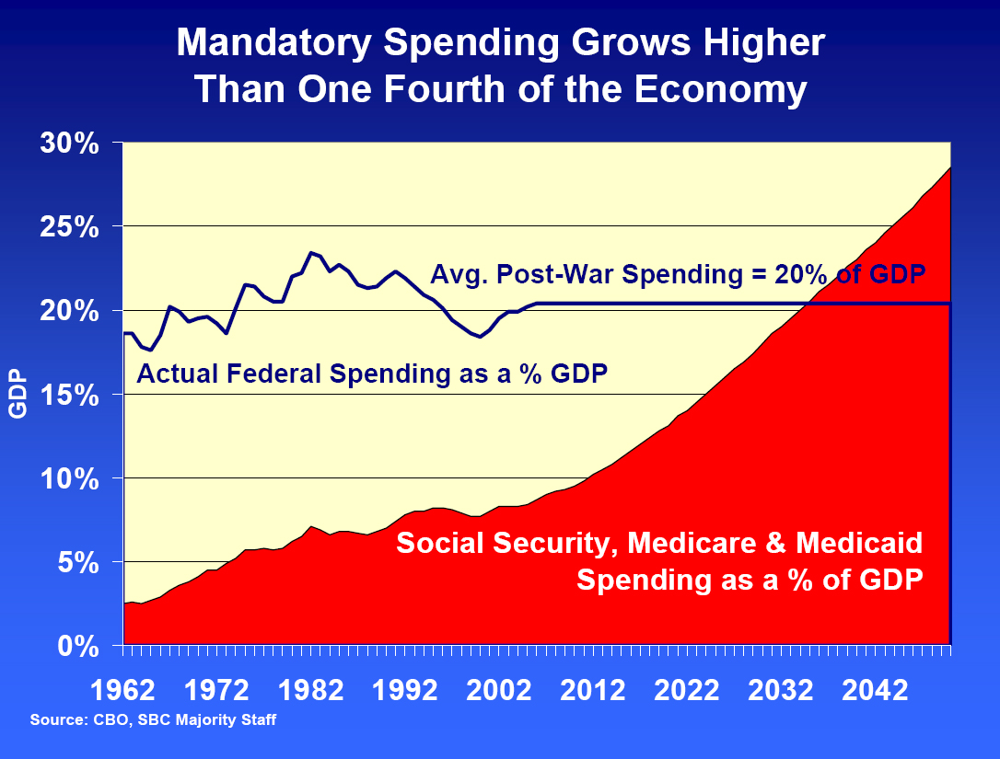 Mandatory Spending Grows Higher
Than One Fourth of the Economy
30%
25%
20%
15%
10%
5%
0%
GDP
Avg. Post-War Spending = 20% of GDP
Actual Federal Spending as a % GDP
Social Security, Medicare & Medicaid
Spending as a % of GDP
1962 1972 1982 1992 2002 2012 2022 2032 2042
Source: CBO, SBC Majority Staff